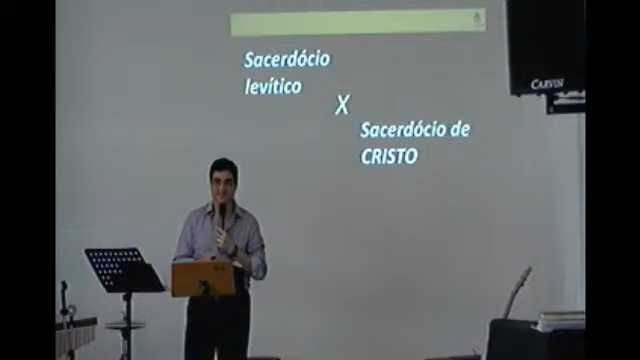 Sacerdócio
levítico
X
Sacerdócio de
CRISTO
CARVIN